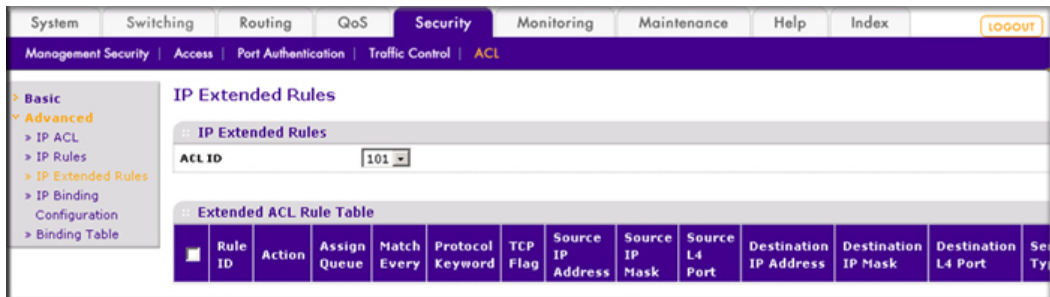 System Switching Routing QoS Security Monitoring Maintenance Help Index LOGOUT
Management Security | Access | Port Authentication | Traffic Control | ACL
Basic
Advanced
» IP ACL
» IP Rules
» IP Extended Rules
» IP Binding
Configuration
» Binding Table
IP Extended Rules
IP Extended Rules
ACL ID 101
Extended ACL Rule Table
Rule ID Action Assign Queue Match Every Protocol Keyword TCP Flag Source IP Address Source IP Mask Source L4 Port Destination IP Address Destination IP Mask Destination L4 Port